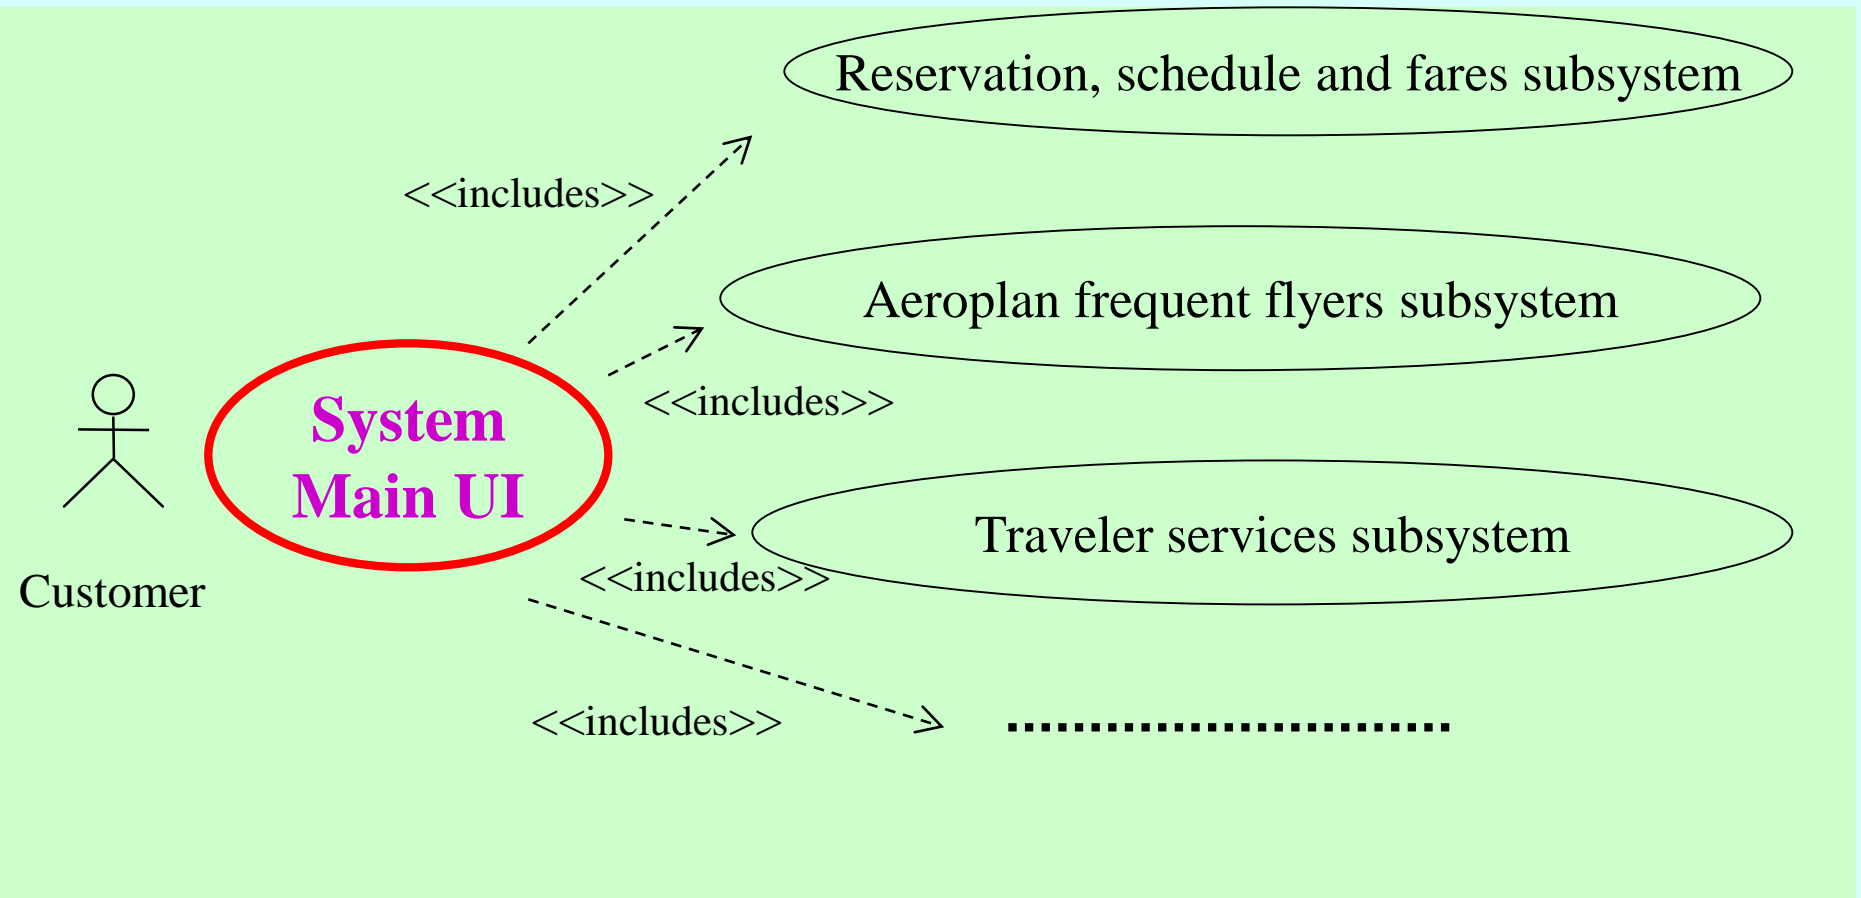 Reservation, schedule and fares subsystem
<<includes>>
Aeroplan frequent flyers subsystem
<<includes>>
System
Main UI
Traveler services subsystem
<<includes>>
Customer
<<includes>>
...........................